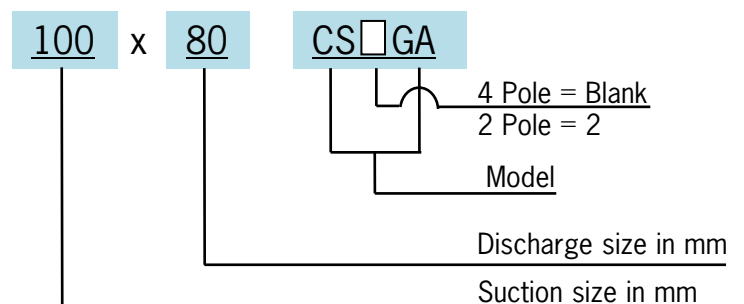 100 x 80 CS□GA
4 Pole = Blank
2 Pole = 2
Model
Discharge size in mm
Suction size in mm